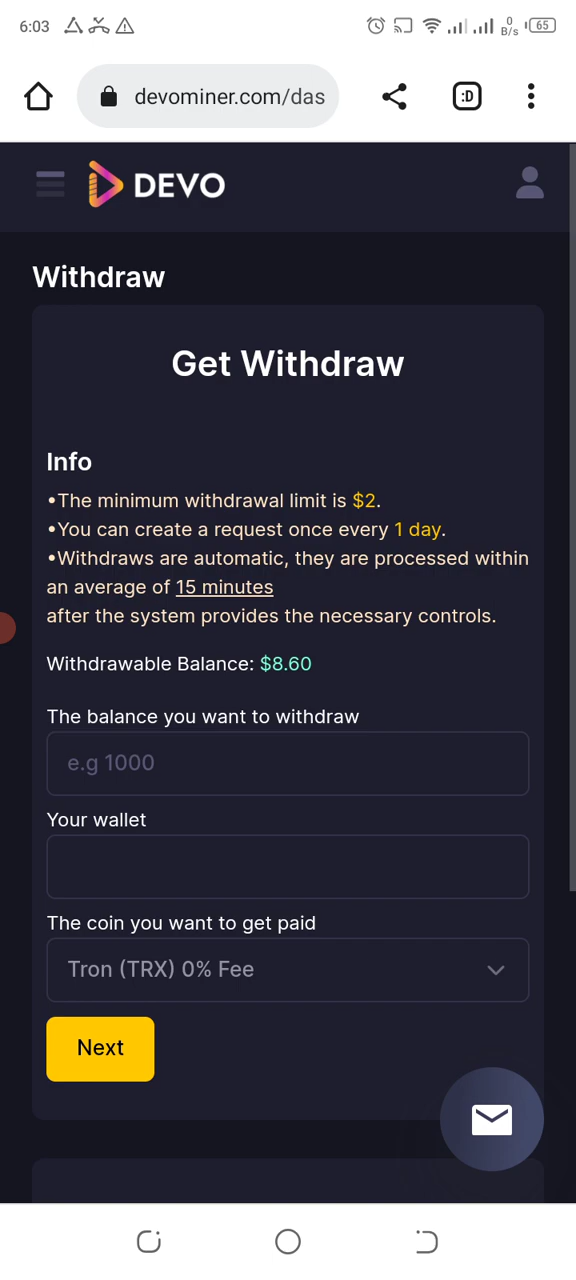 6:03
0
B/s
65
devominer.com/das
:D
DEVO
Withdraw
Get Withdraw
Info
•The minimum withdrawal limit is $2.
•You can create a request once every 1 day.
•Withdraws are automatic, they are processed within
an average of 15 minutes
after the system provides the necessary controls.
Withdrawable Balance: $8.60
The balance you want to withdraw
e.g 1000
Your wallet
The coin you want to get paid
Tron (TRX) 0% Fee
Next